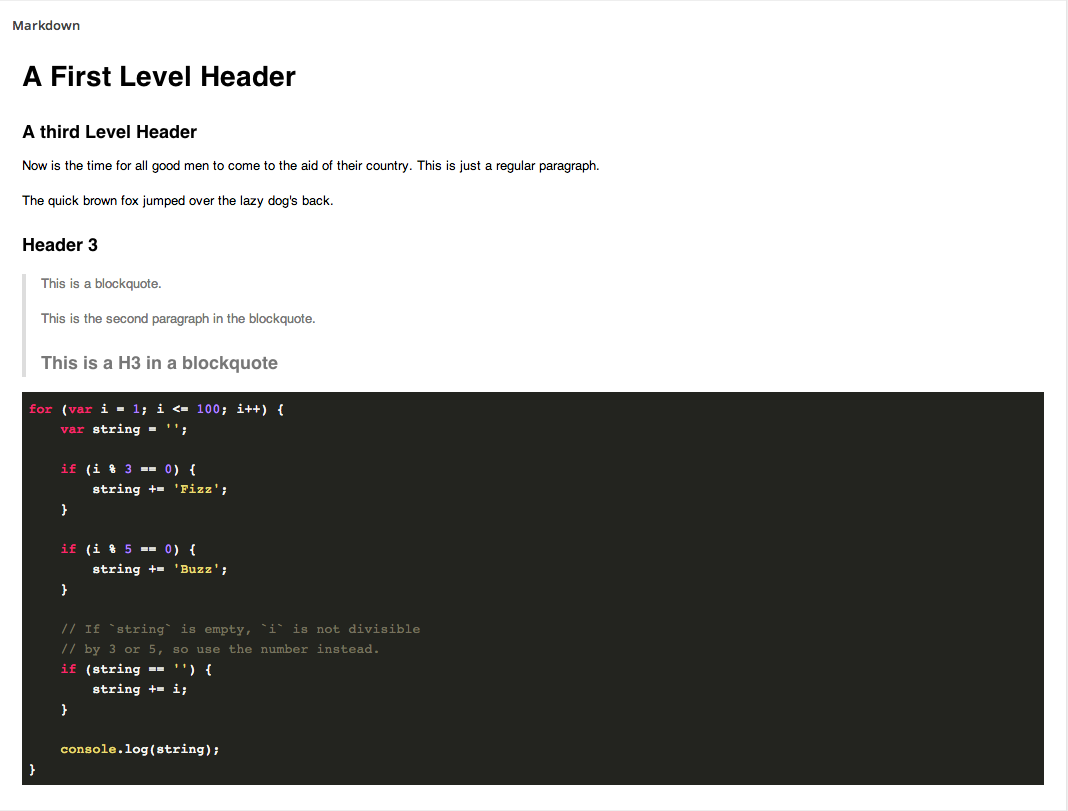 Markdown
A First Level Header
A third Level Header
Now is the time for all good men to come to the aid of their country. This is just a regular paragraph.
The quick brown fox jumped over the lazy dog's back.
Header 3
This is a blockquote.
This is the second paragraph in the blockquote.
This is a H3 in a blockquote
for (var i = 1; i <= 100; i++) {
    var string = '';
    if (i % 3 == 0) {
        string += 'Fizz';
    }
    if (i % 5 == 0) {
        string += 'Buzz';
    }
    // If `string` is empty, `i` is not divisible
    // by 3 or 5, so use the number instead.
    if (string == '') {
        string += i;
    }
    console.log(string);
}